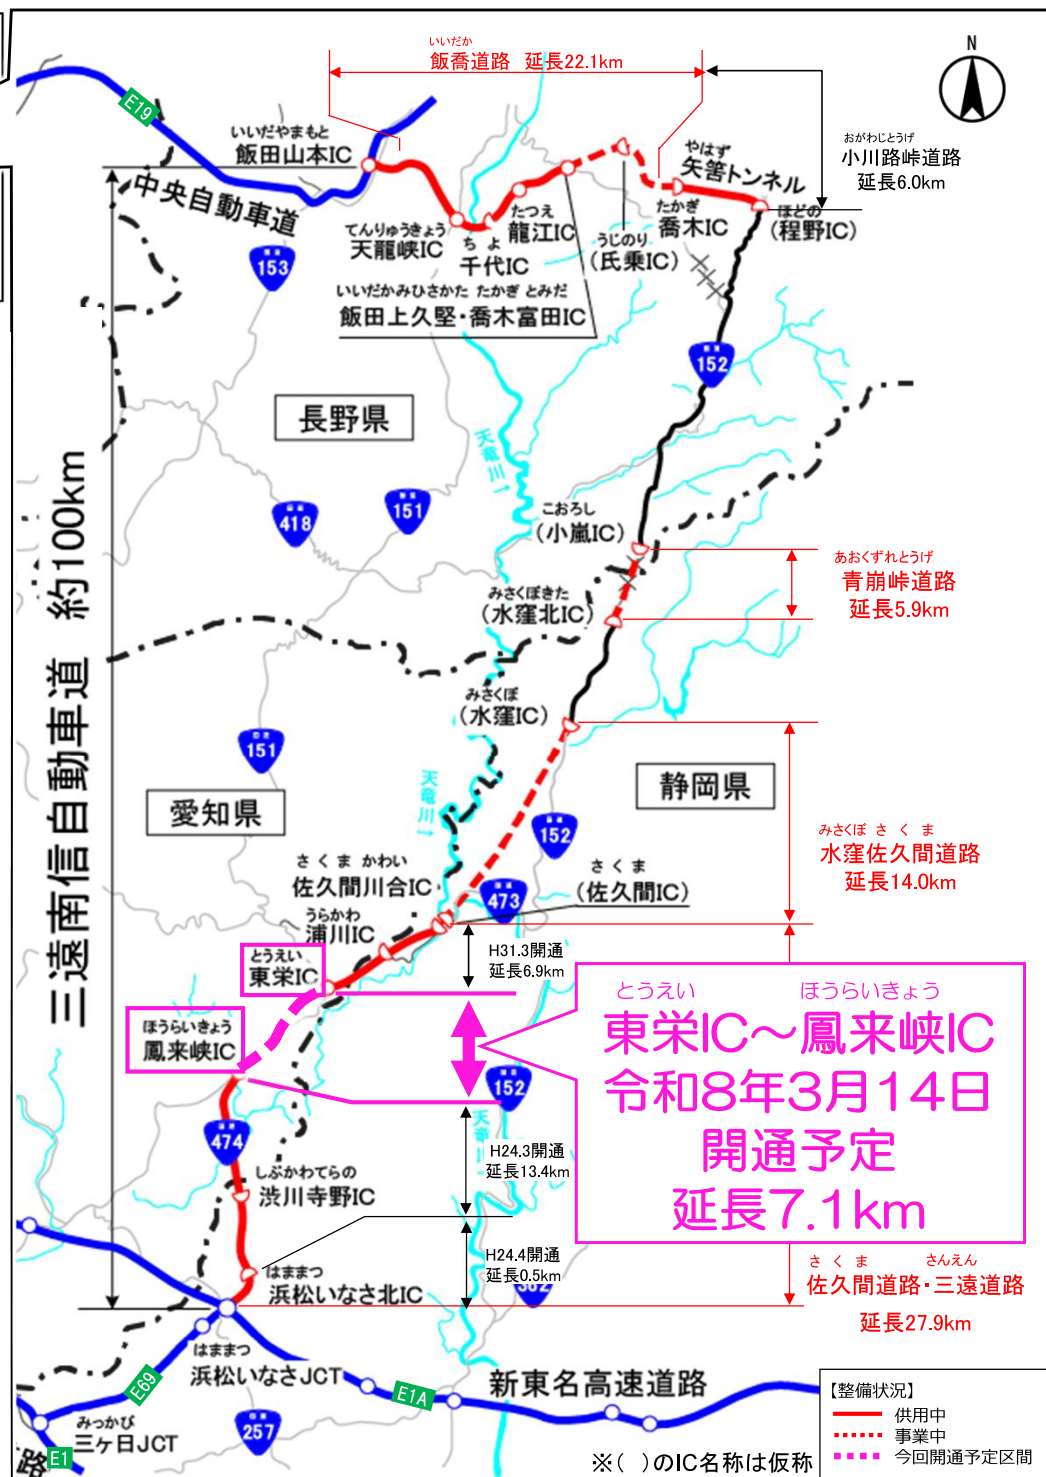 いいだか
飯喬道路 延長22.1km
N
E19
いいだやまもと
飯田山本IC
中央自動車道
おがわじとうげ
小川路峠道路
延長6.0km
やはず
矢筈トンネル
たつえ
龍江IC
たかぎ
喬木IC
ほどの
(程野IC)
てんりゅうきょう
天龍峡IC
ちよ
千代IC
うじのり
(氏乗IC)
153
いいだかみひさかた たかぎ とみだ
飯田上久堅・喬木富田IC
152
長野県
天竜川→
418
151
こおろし
(小嵐IC)
あおくずれとうげ
青崩峠道路
延長5.9km
みさくぼきた
(水窪北IC)
三遠南信自動車道 約100km
みさくぼ
(水窪IC)
151
天竜川→
静岡県
愛知県
152
みさくぼ さくま
水窪佐久間道路
延長14.0km
さくま かわい
佐久間川合IC
さくま
(佐久間IC)
473
うらかわ
浦川IC
とうえい
東栄IC
H31.3開通
延長6.9km
ほうらいきょう
鳳来峡IC
とうえい ほうらいきょう
東栄IC～鳳来峡IC
令和8年3月14日
開通予定
延長7.1km
152
474
天竜
H24.3開通
延長13.4km
しぶかわてらの
渋川寺野IC
H24.4開通
延長0.5km
はままつ
浜松いなさ北IC
さくま さんえん
佐久間道路・三遠道路
延長27.9km
はままつ
浜松いなさJCT
新東名高速道路
E1A
E69
みっかび
三ヶ日JCT
257
E1
路
【整備状況】
供用中
事業中
今回開通予定区間
※( )のIC名称は仮称